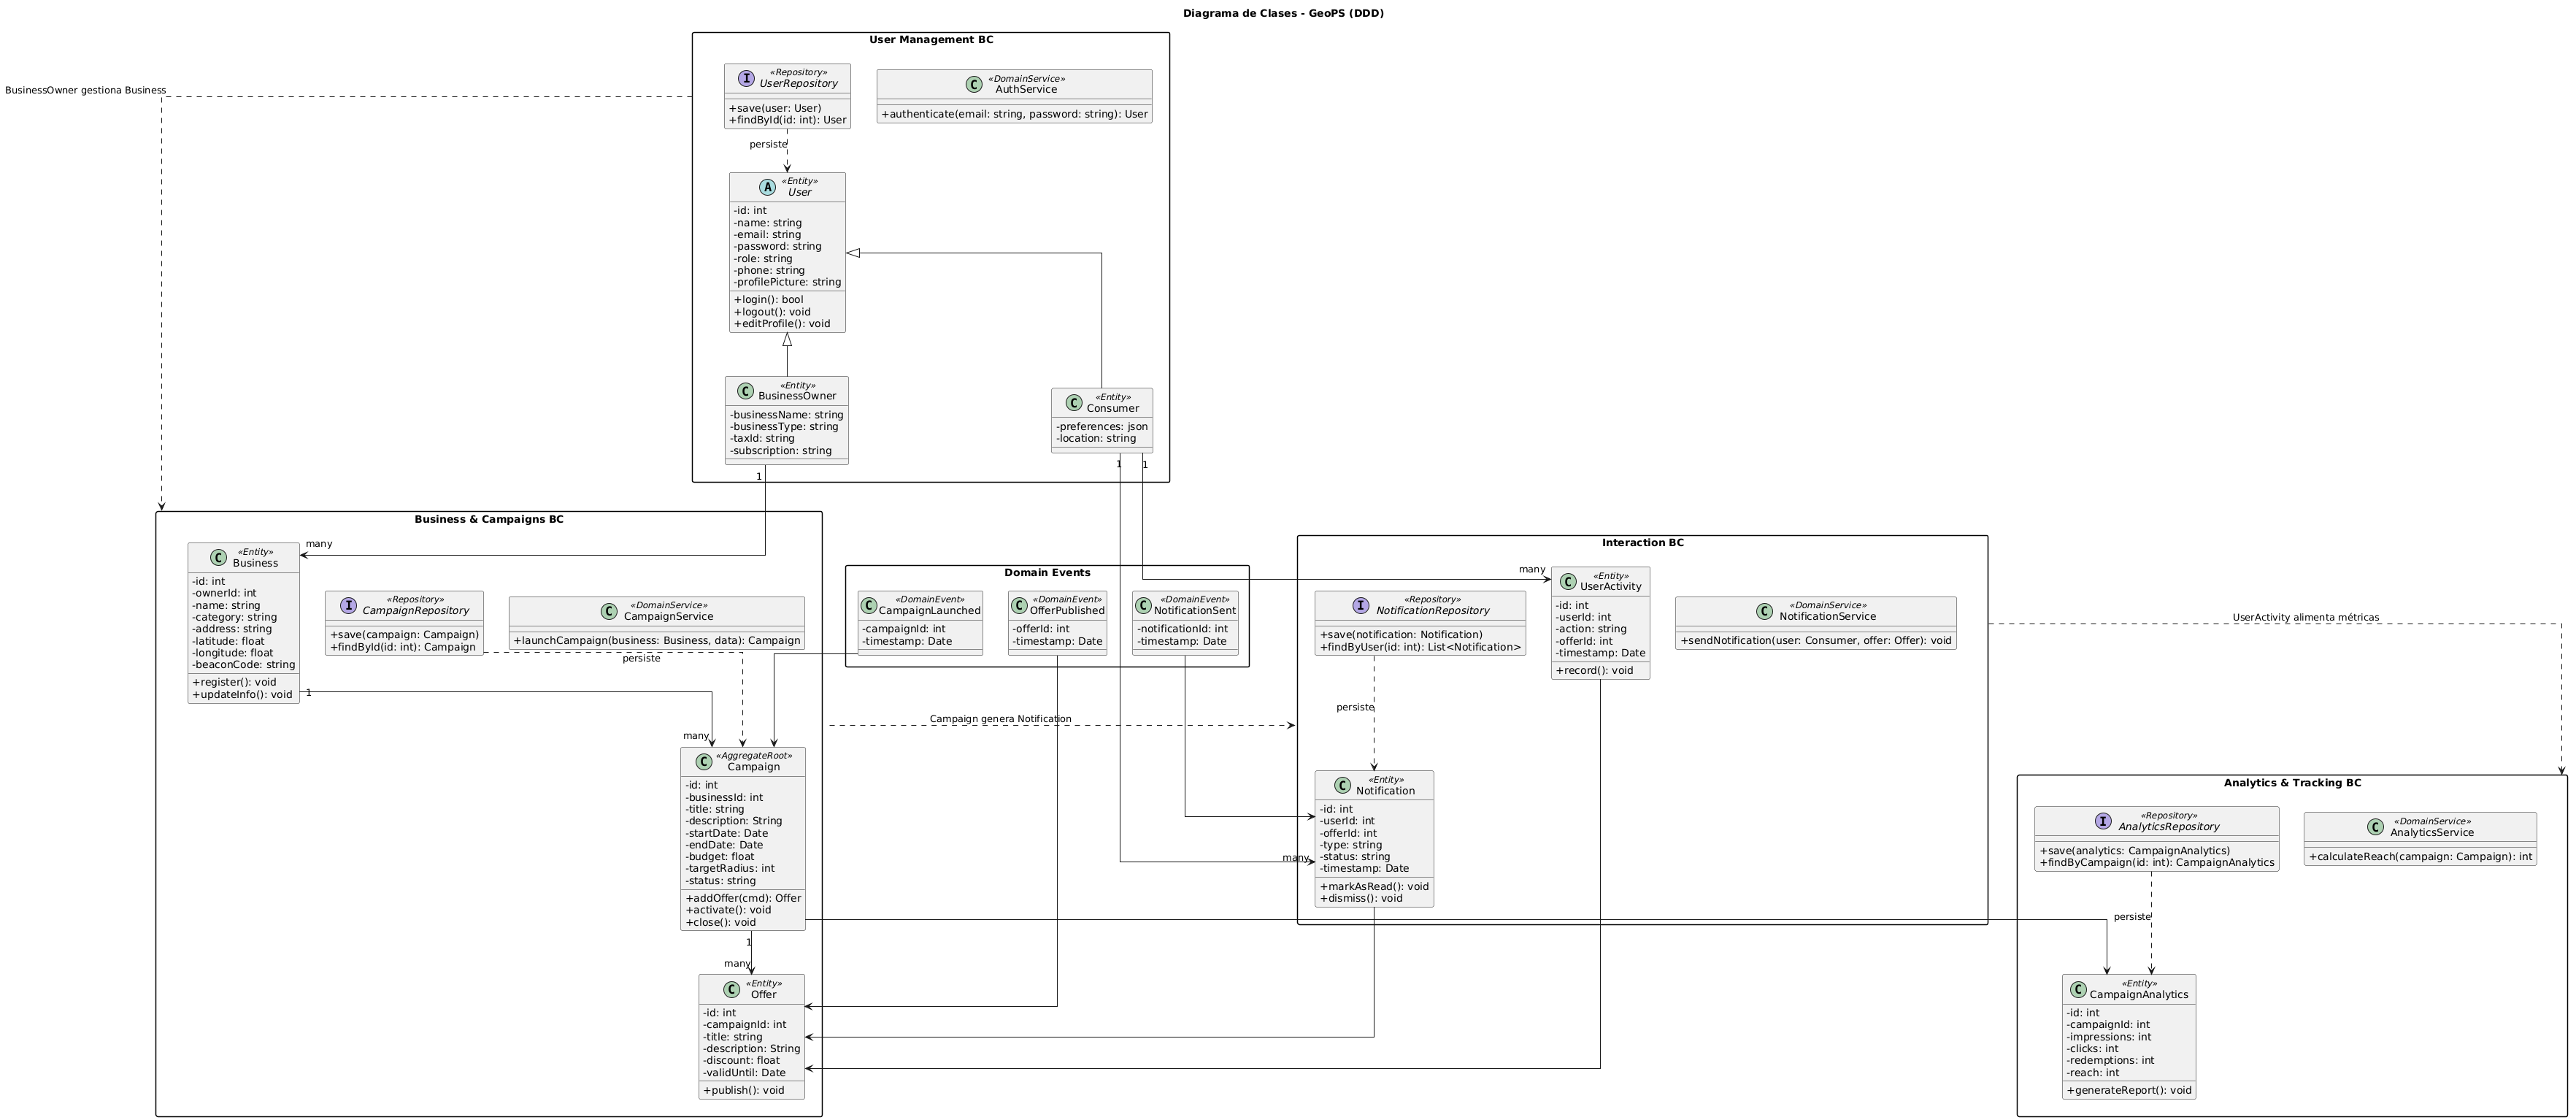 Diagrama de Clases - GeoPS (DDD)
User Management BC
I
«Repository»
UserRepository
+save(user: User)
+findById(id: int): User
C
«DomainService»
AuthService
+authenticate(email: string, password: string): User
BusinessOwner gestiona Business
persiste
A
«Entity»
User
-id: int
-name: string
-email: string
-password: string
-role: string
-phone: string
-profilePicture: string
+login(): bool
+logout(): void
+editProfile(): void
C
«Entity»
BusinessOwner
-businessName: string
-businessType: string
-taxId: string
-subscription: string
C
«Entity»
Consumer
-preferences: json
-location: string
1
1
1
Business & Campaigns BC
many
C
«Entity»
Business
-id: int
-ownerId: int
-name: string
-category: string
-address: string
-latitude: float
-longitude: float
-beaconCode: string
+register(): void
+updateInfo(): void
1
I
«Repository»
CampaignRepository
+save(campaign: Campaign)
+findById(id: int): Campaign
C
«DomainService»
CampaignService
+launchCampaign(business: Business, data): Campaign
persiste
many
C
«AggregateRoot»
Campaign
-id: int
-businessId: int
-title: string
-description: String
-startDate: Date
-endDate: Date
-budget: float
-targetRadius: int
-status: string
+addOffer(cmd): Offer
+activate(): void
+close(): void
1
many
C
«Entity»
Offer
-id: int
-campaignId: int
-title: string
-description: String
-discount: float
-validUntil: Date
+publish(): void
Domain Events
C
«DomainEvent»
CampaignLaunched
-campaignId: int
-timestamp: Date
C
«DomainEvent»
OfferPublished
-offerId: int
-timestamp: Date
C
«DomainEvent»
NotificationSent
-notificationId: int
-timestamp: Date
Campaign genera Notification
Interaction BC
many
I
«Repository»
NotificationRepository
+save(notification: Notification)
+findByUser(id: int): List<Notification>
C
«Entity»
UserActivity
-id: int
-userId: int
-action: string
-offerId: int
-timestamp: Date
+record(): void
C
«DomainService»
NotificationService
+sendNotification(user: Consumer, offer: Offer): void
persiste
many
C
«Entity»
Notification
-id: int
-userId: int
-offerId: int
-type: string
-status: string
-timestamp: Date
+markAsRead(): void
+dismiss(): void
UserActivity alimenta métricas
Analytics & Tracking BC
I
«Repository»
AnalyticsRepository
+save(analytics: CampaignAnalytics)
+findByCampaign(id: int): CampaignAnalytics
C
«DomainService»
AnalyticsService
+calculateReach(campaign: Campaign): int
persiste
C
«Entity»
CampaignAnalytics
-id: int
-campaignId: int
-impressions: int
-clicks: int
-redemptions: int
-reach: int
+generateReport(): void